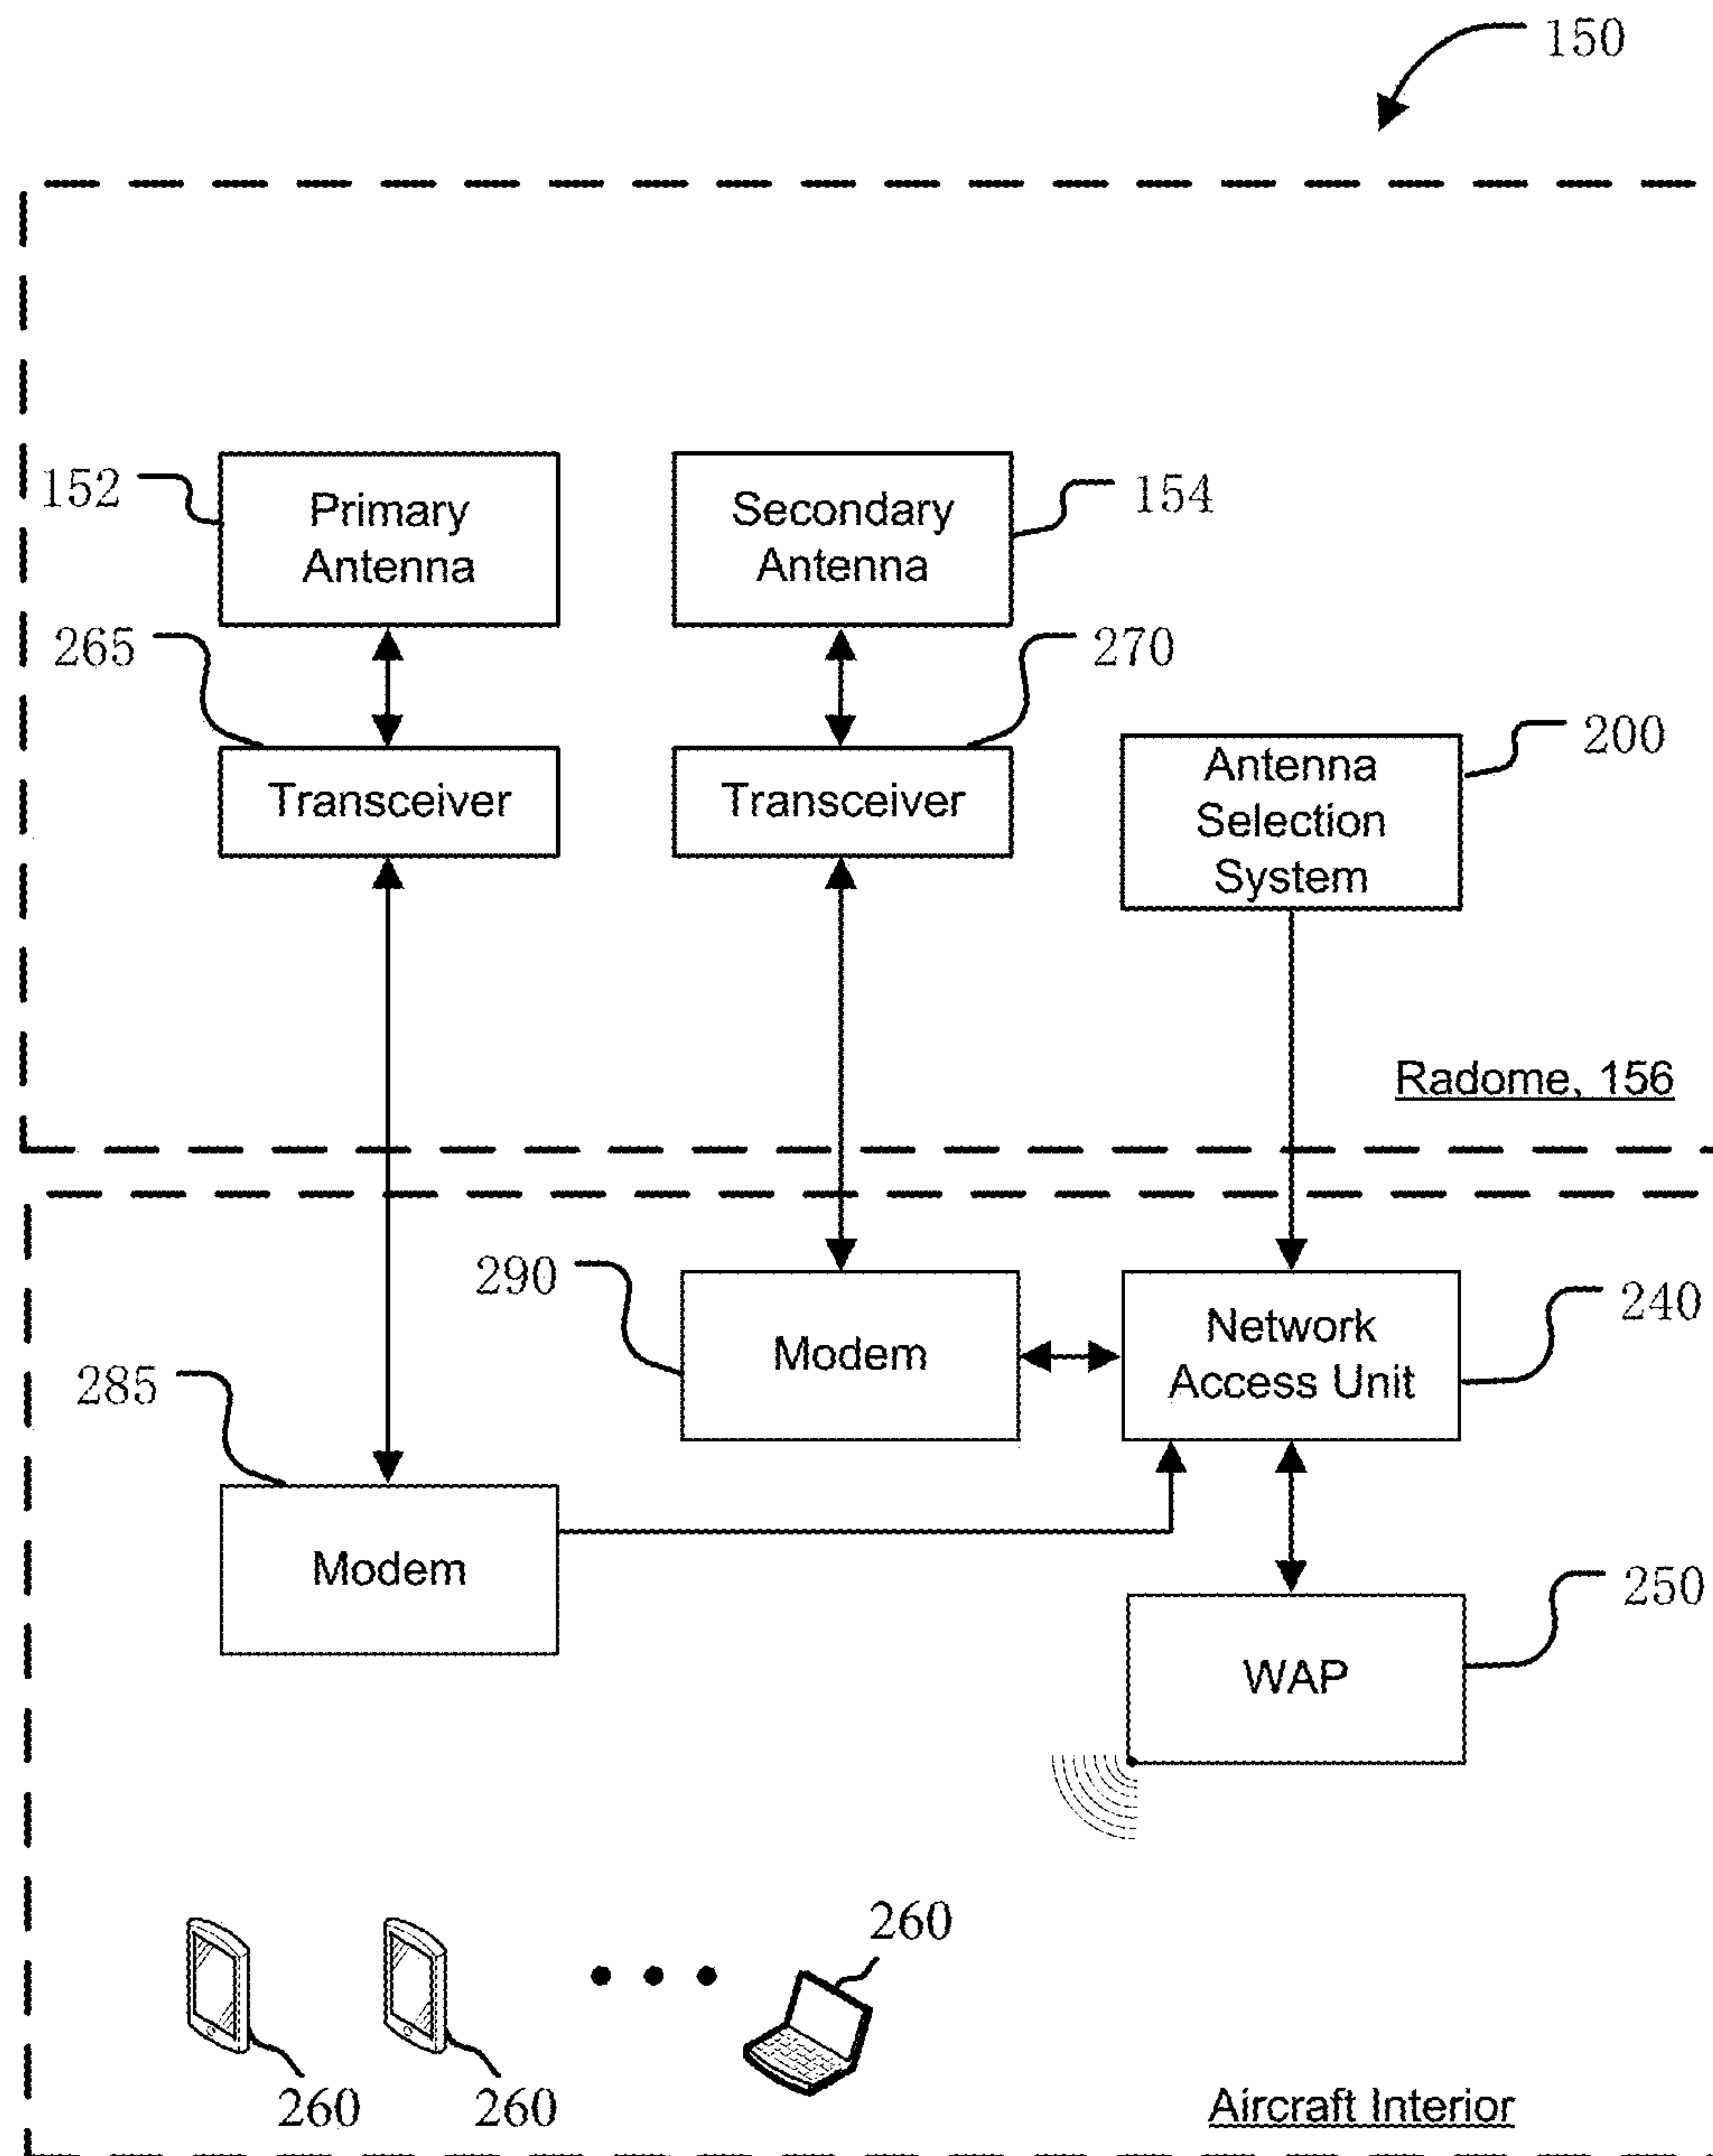 150
152
Primary
Antenna
Secondary
Antenna
154
265
270
Transceiver
Transceiver
Antenna
Selection
System
200
Radome, 156
290
Modem
Network
Access Unit
240
285
Modem
WAP
250
260
260
260
Aircraft Interior